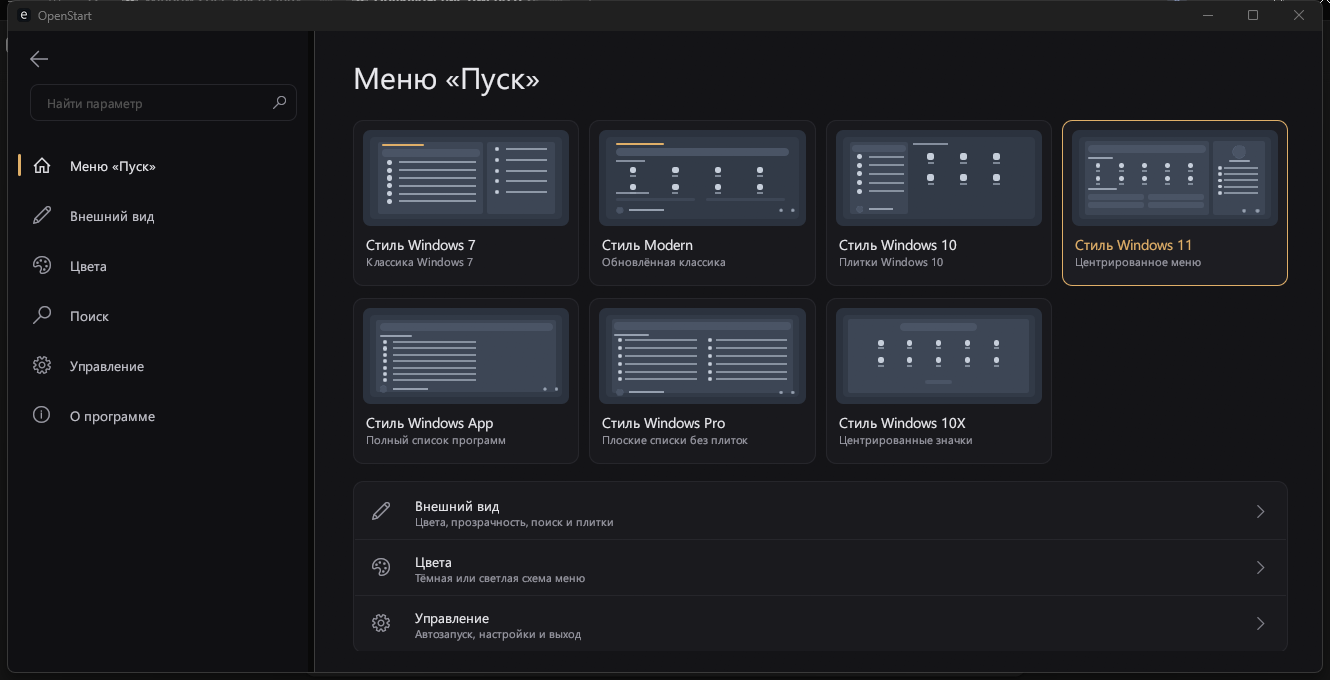 e OpenStart
Найти параметр
Меню «Пуск»
Внешний вид
Цвета
Поиск
Управление
О программе
Меню «Пуск»
Стиль Windows 7
Классика Windows 7
Стиль Modern
Обновлённая классика
Стиль Windows 10
Плитки Windows 10
Стиль Windows 11
Центрированное меню
Стиль Windows App
Полный список программ
Стиль Windows Pro
Плоские списки без плиток
Стиль Windows 10X
Центрированные значки
Внешний вид
Цвета, прозрачность, поиск и плитки
Цвета
Тёмная или светлая схема меню
Управление
Автозапуск, настройки и выход